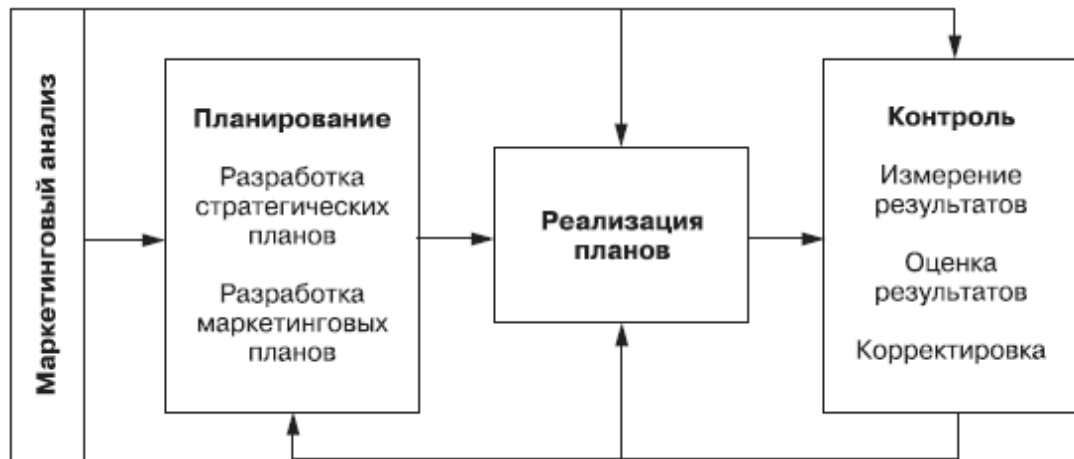 Маркетинговый анализ
Планирование
Разработка
стратегических
планов
Разработка
маркетинговых
планов
Реализация
планов
Контроль
Измерение
результатов
Оценка
результатов
Корректировка